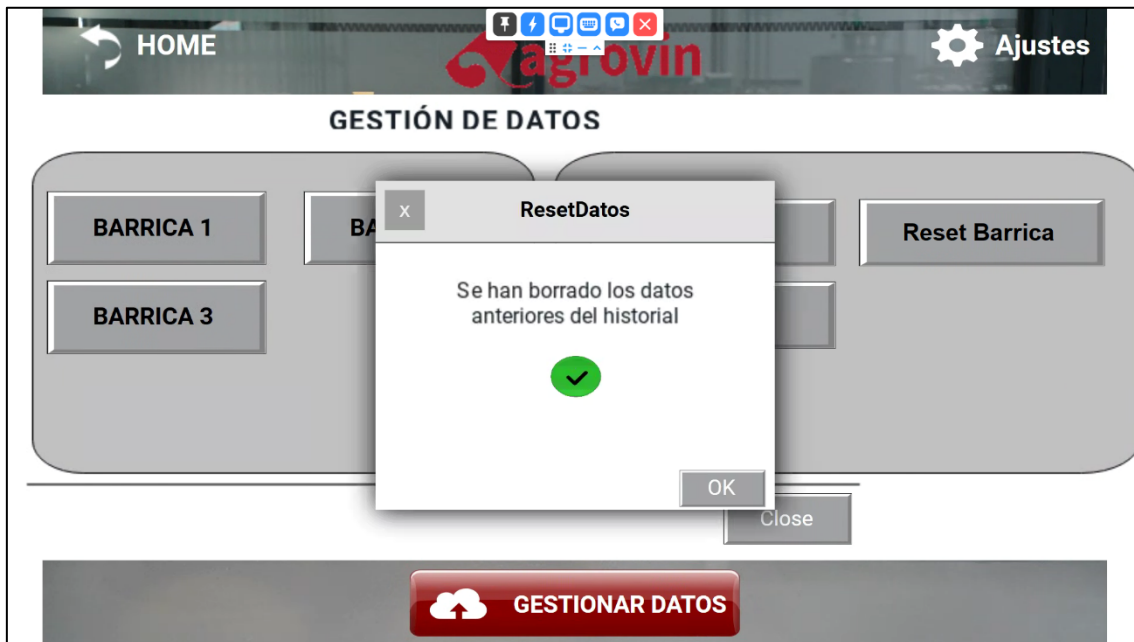 HOME
agrovin
Ajustes
GESTIÓN DE DATOS
BARRICA 1
BA
Reset Barrica
BARRICA 3
x
ResetDatos
Se han borrado los datos
anteriores del historial
OK
Close
GESTIONAR DATOS